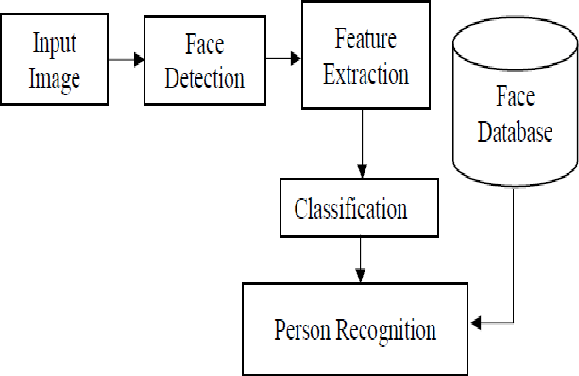 Input
Image
Face
Detection
Feature
Extraction
Face
Database
Classification
Person Recognition